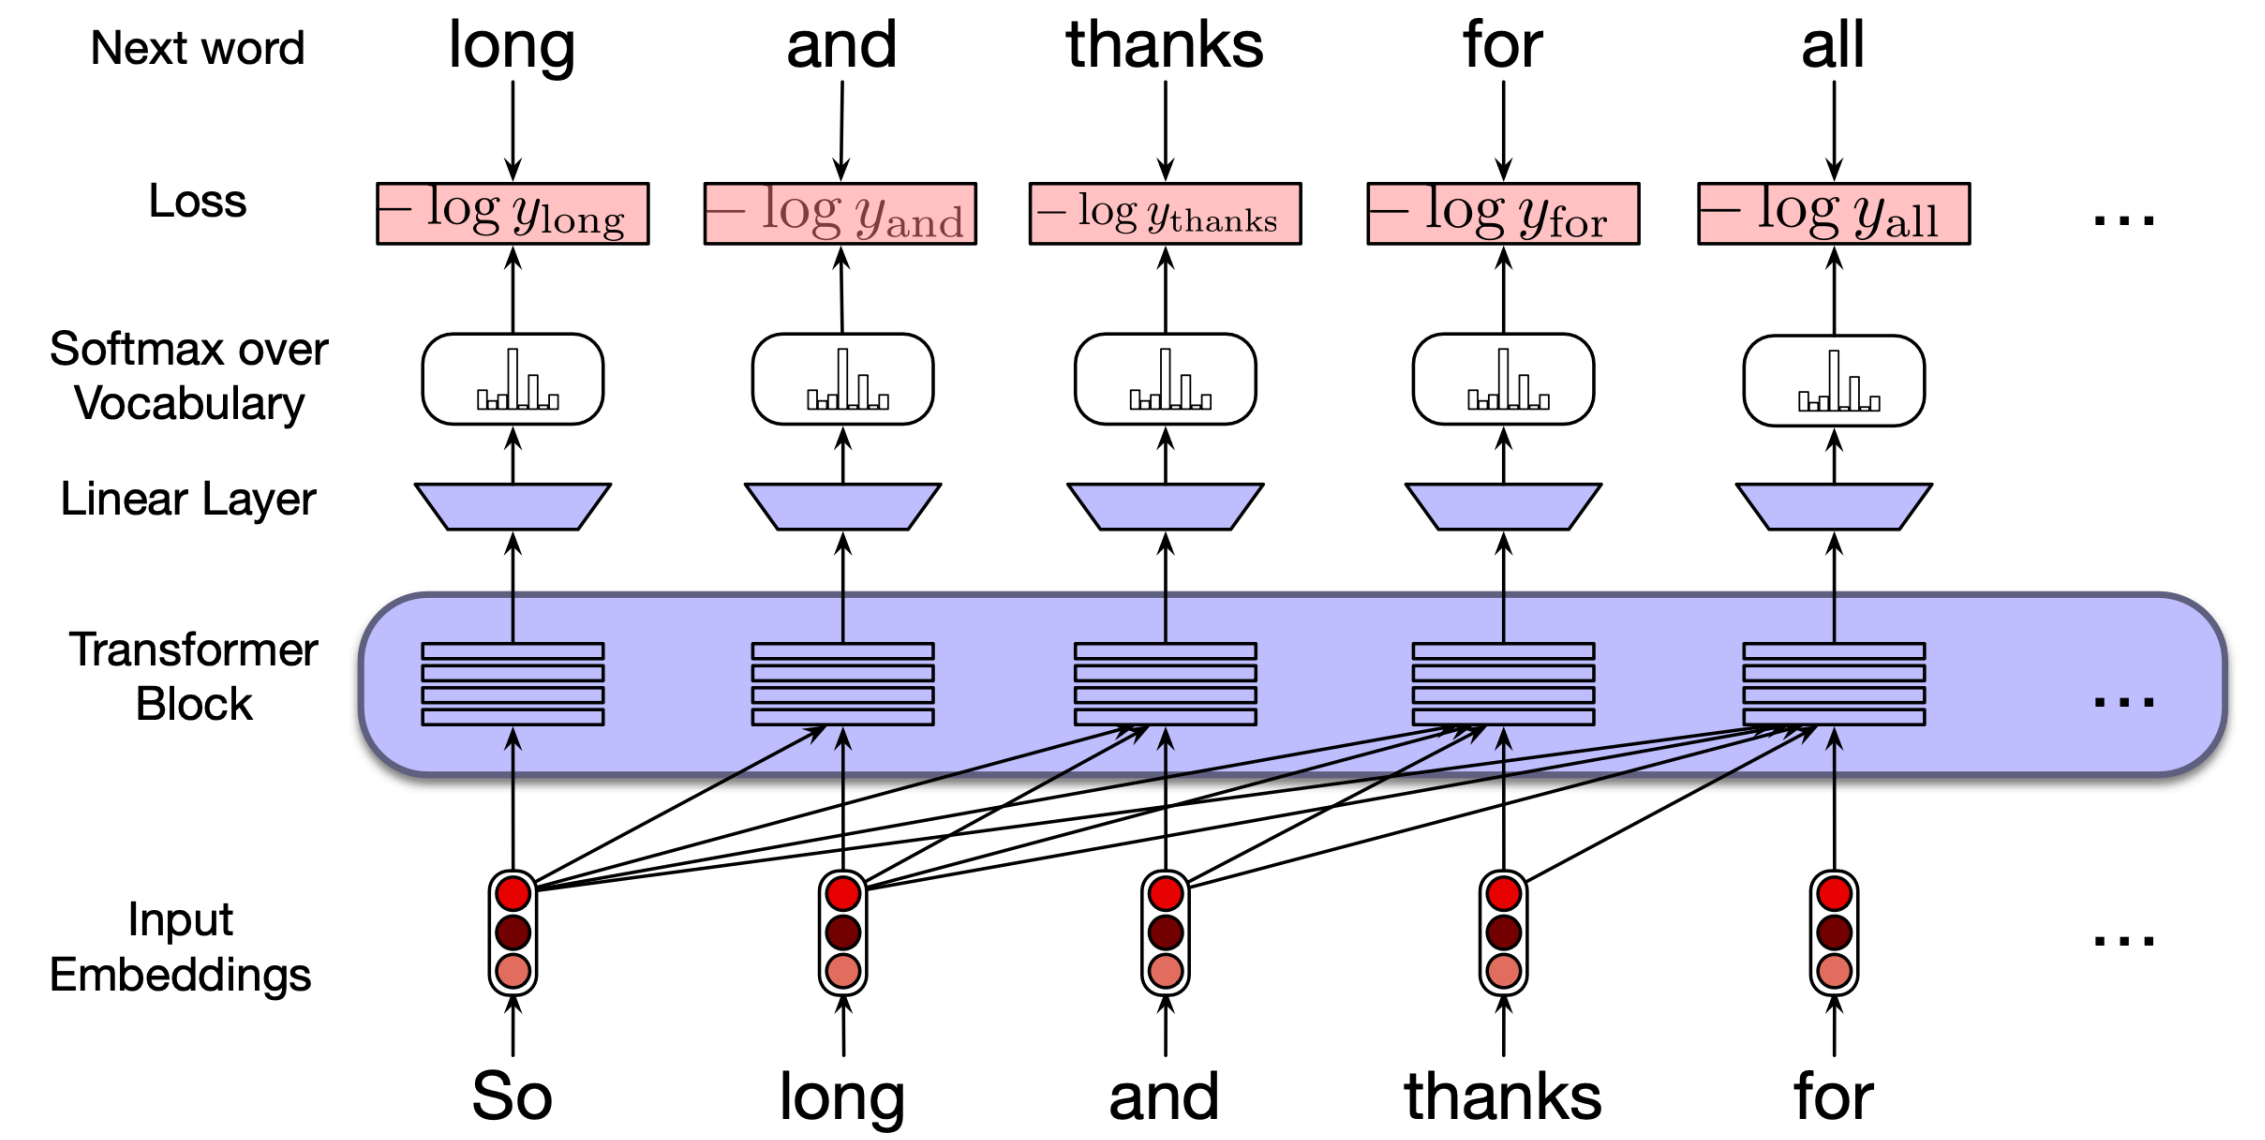 Next word long and thanks for all
Loss − log y_long − log y_and − log y_thanks − log y_for − log y_all ...
Softmax over
Vocabulary
Linear Layer
Transformer
Block ...
Input
Embeddings ...
So long and thanks for